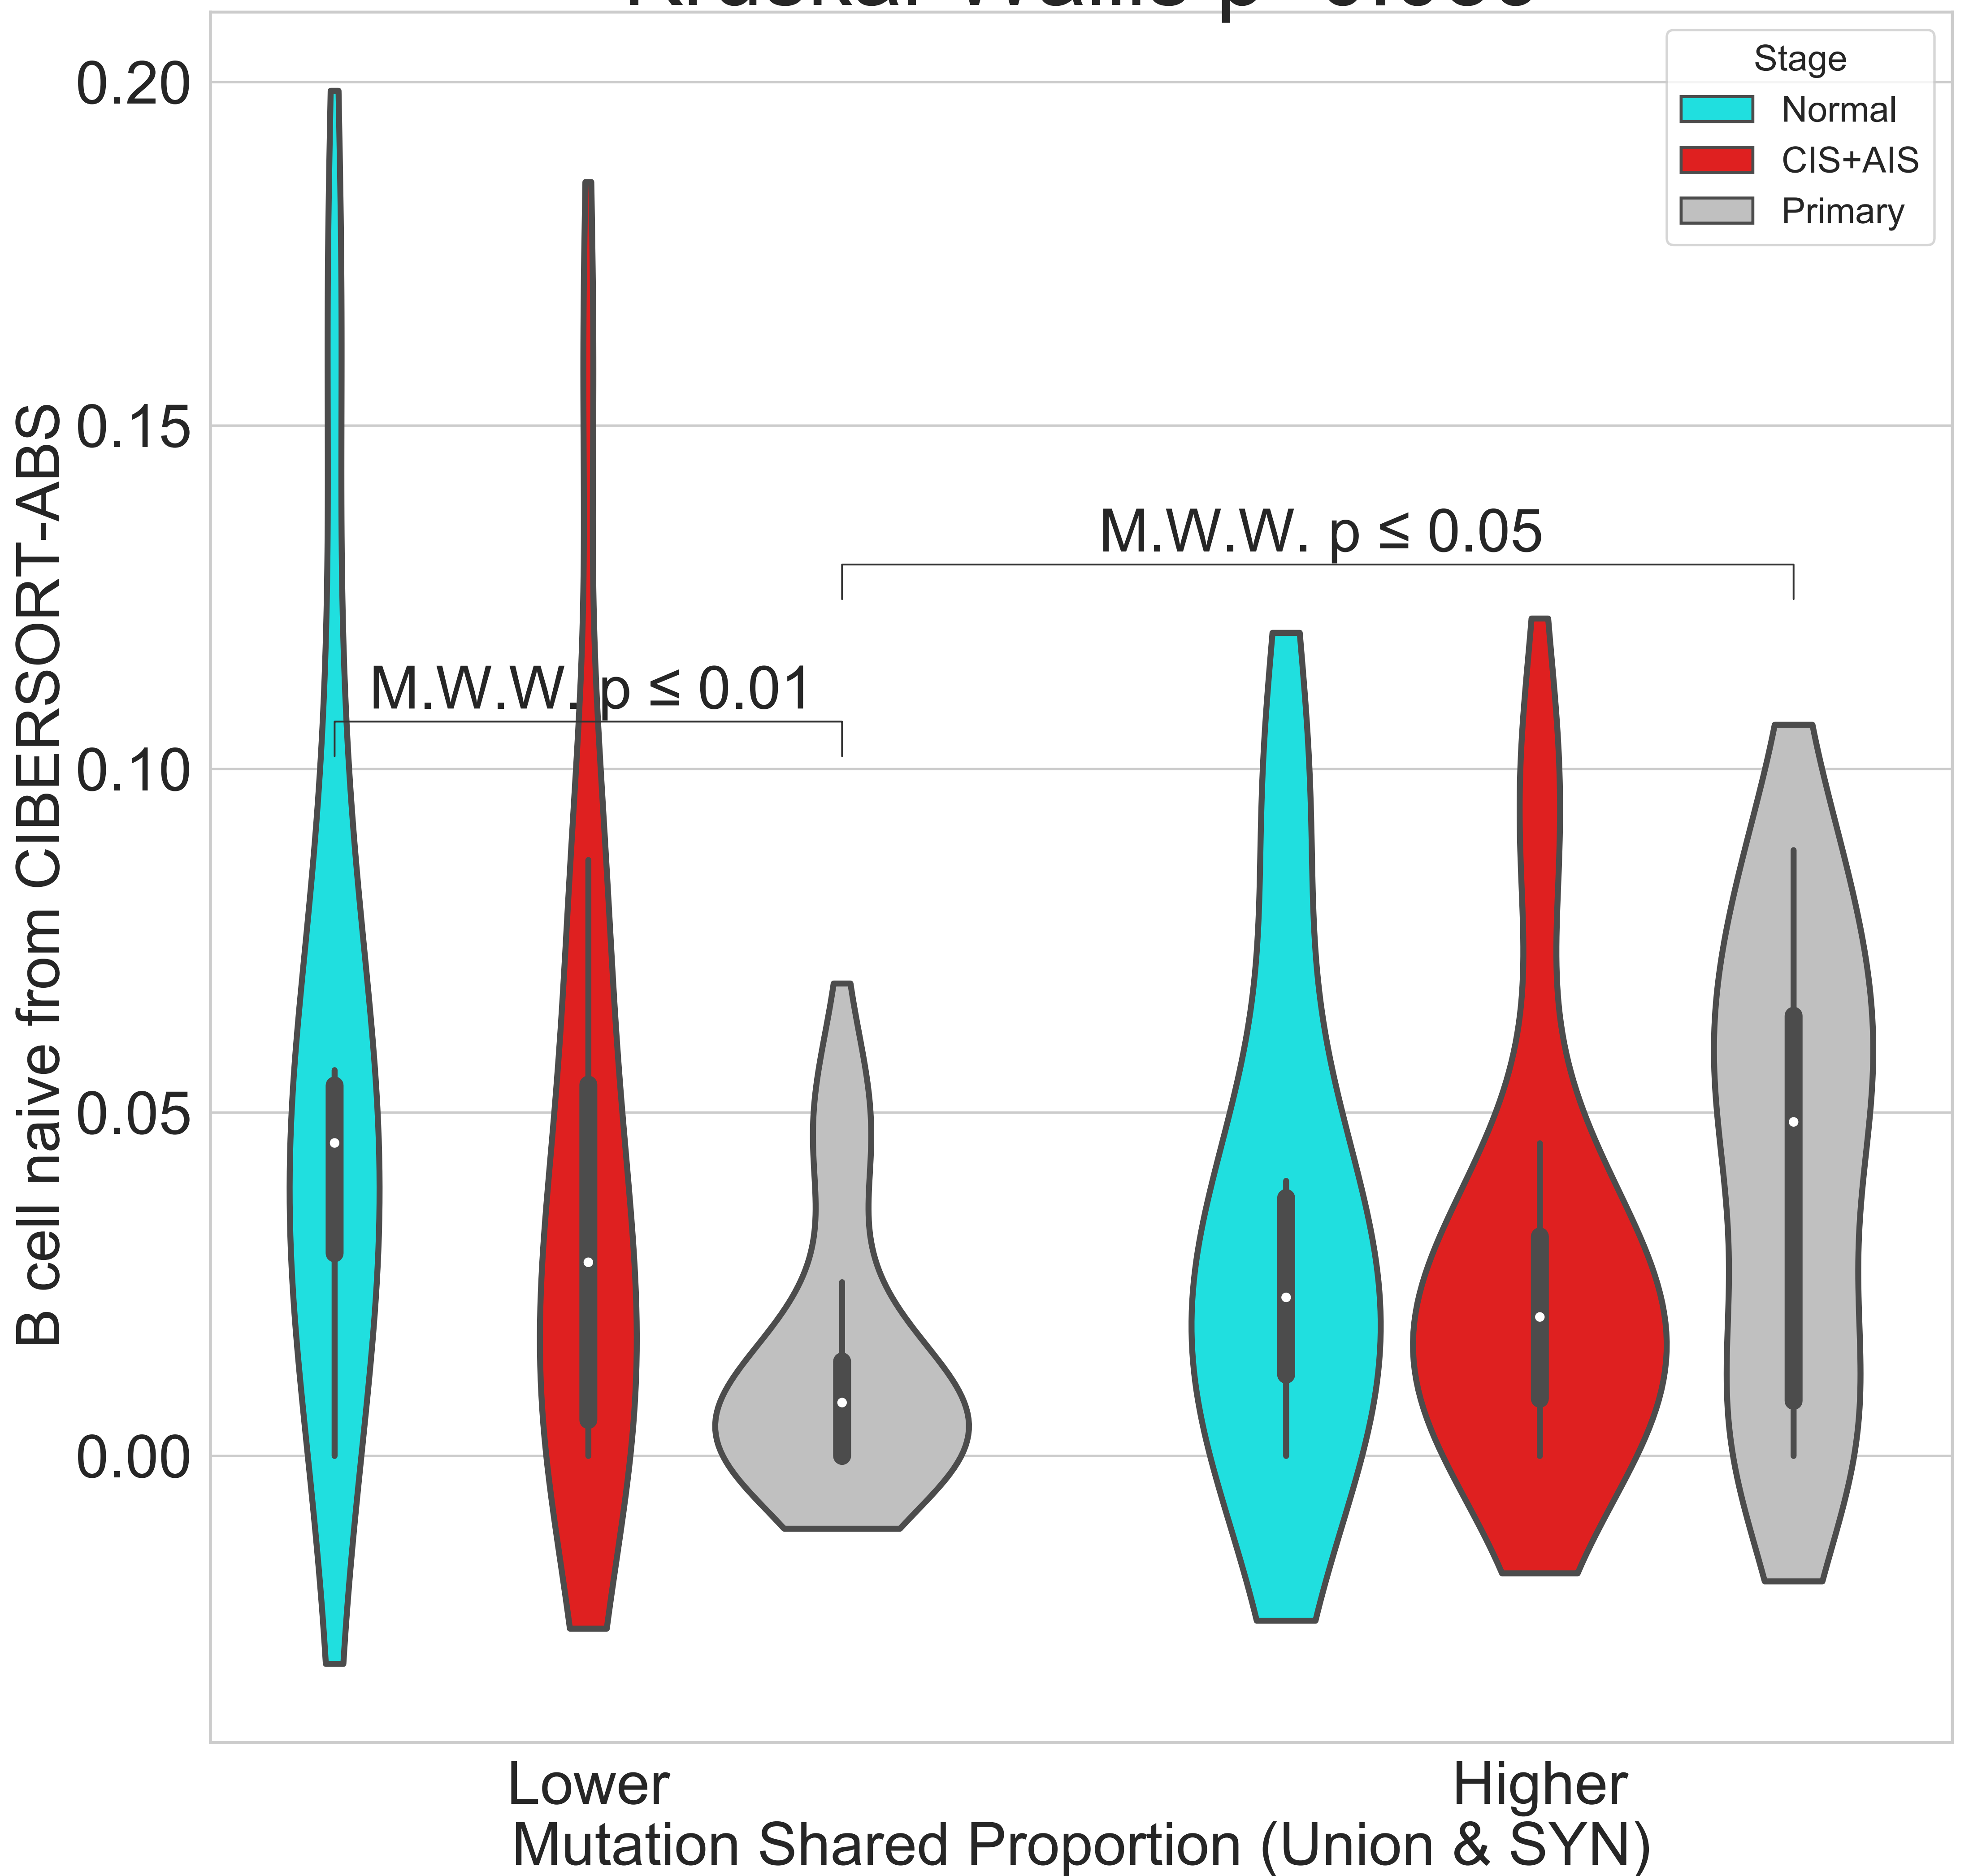 0.20
0.15
0.10
0.05
0.00
B cell naive from CIBERSORT-ABS
Stage
Normal
CIS+AIS
Primary
M.W.W. p ≤ 0.05
M.W.W. p ≤ 0.01
Lower
Higher
Mutation Shared Proportion (Union & SYN)